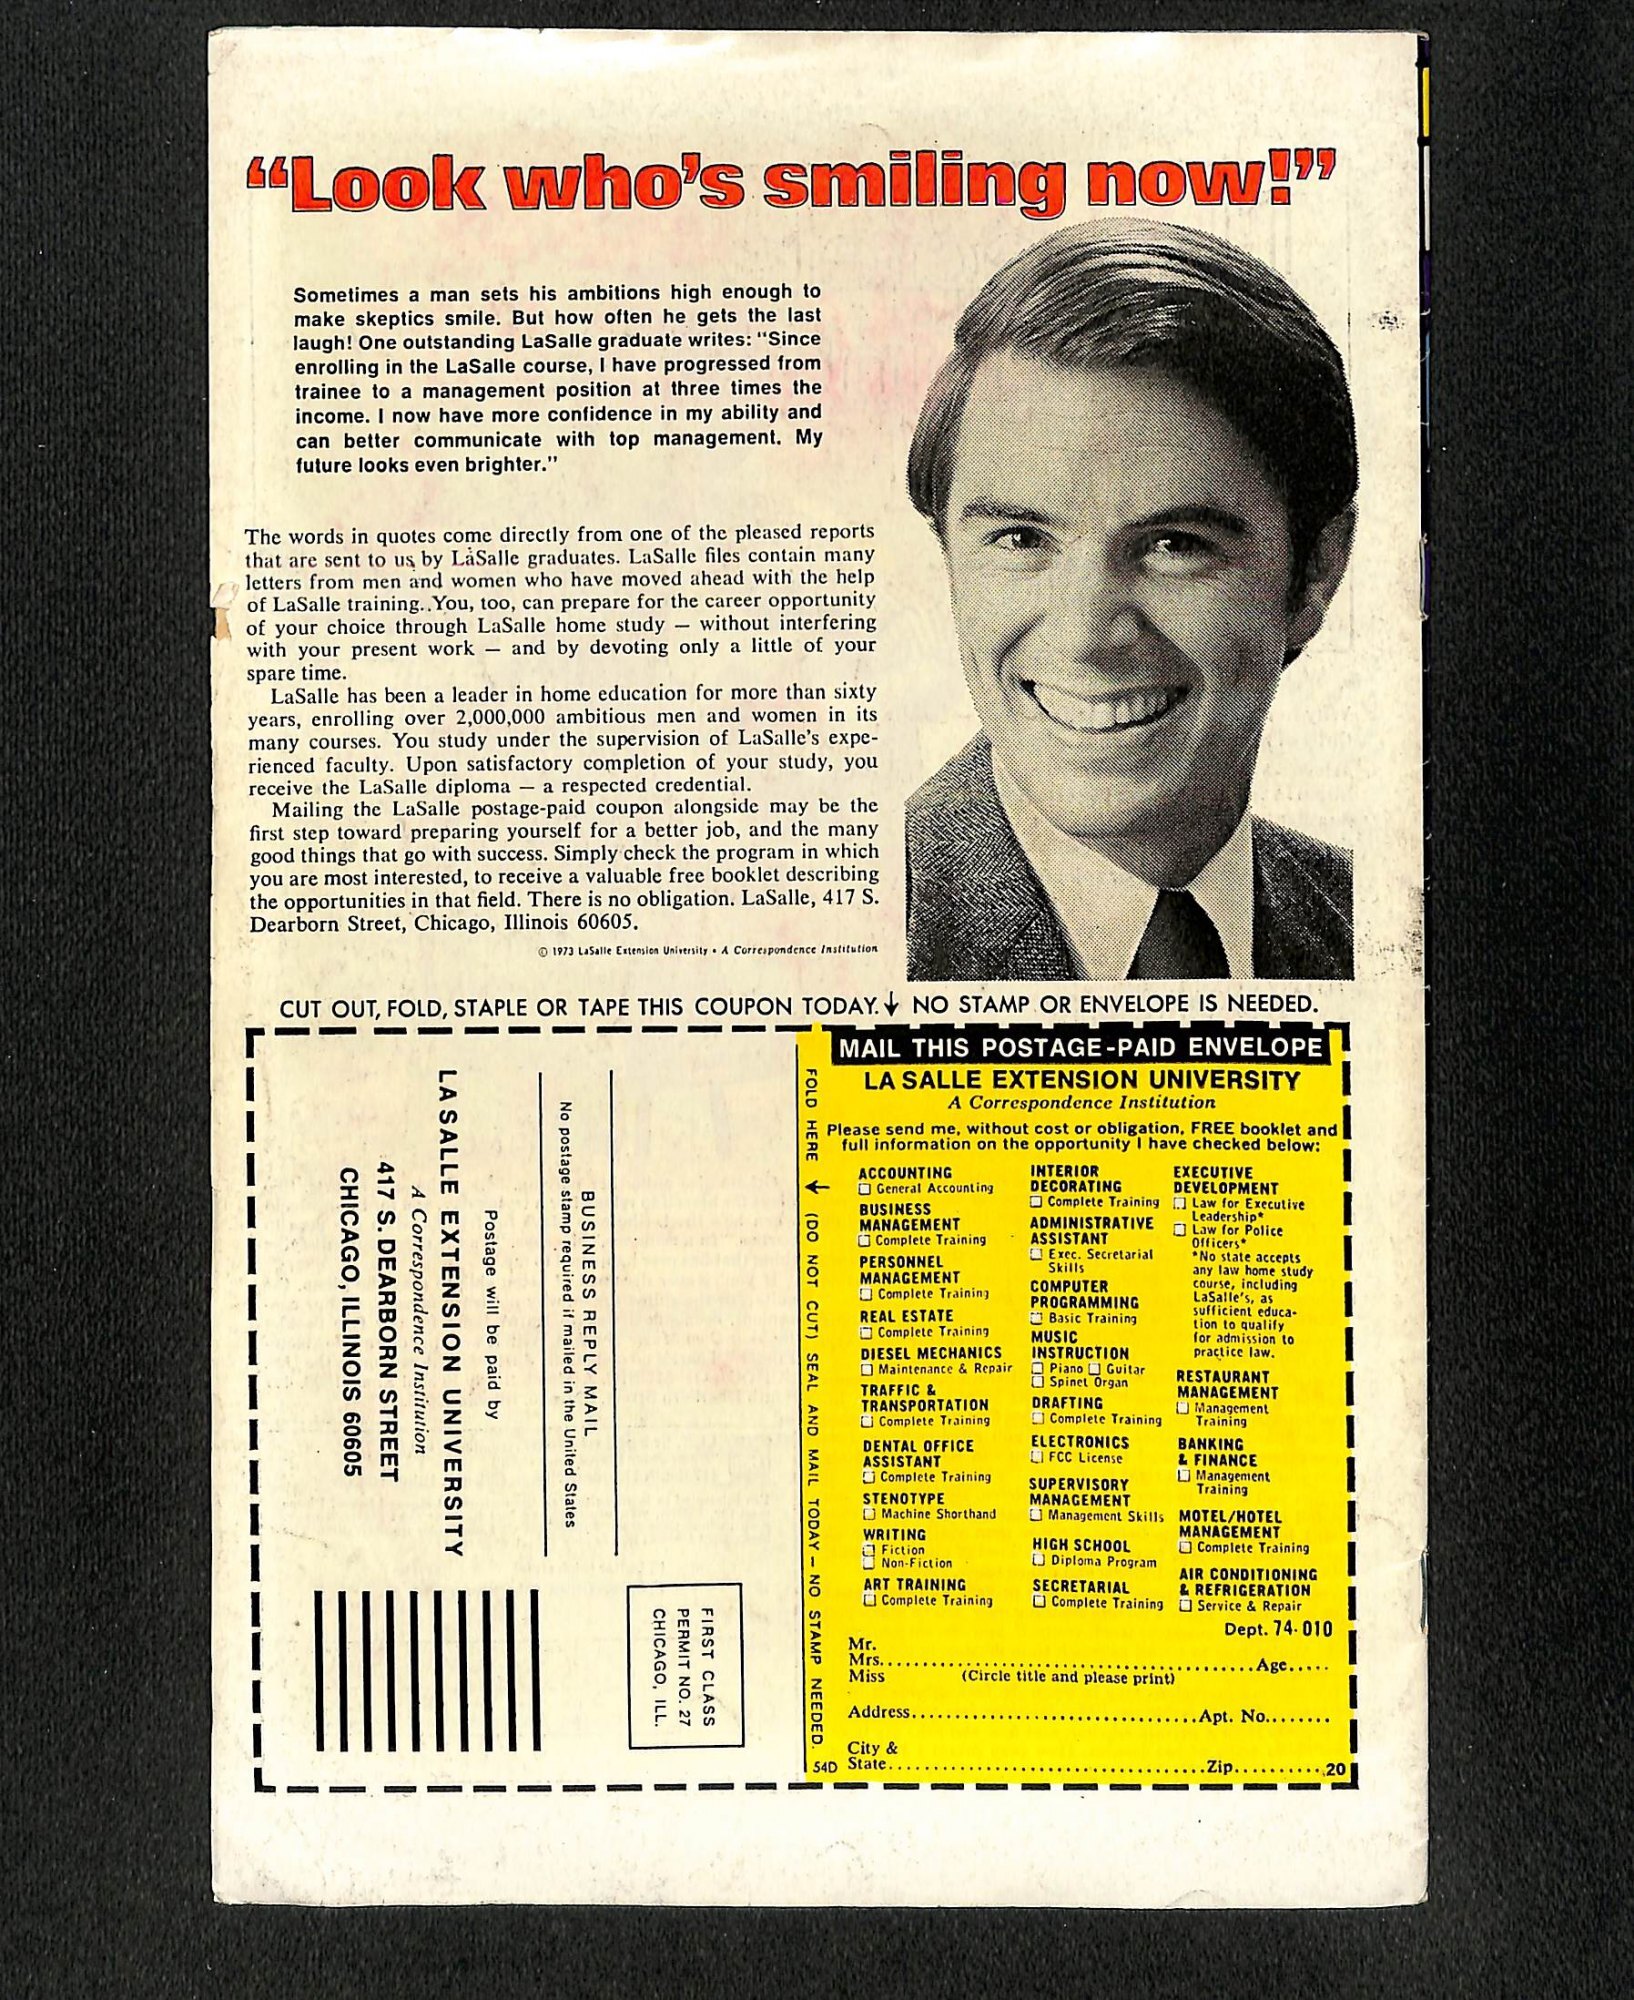 “Look who’s smiling now!”
Sometimes a man sets his ambitions high enough to
make skeptics smile. But how often he gets the last
laugh! One outstanding LaSalle graduate writes: “Since
enrolling in the LaSalle course, I have progressed from
trainee to a management position at three times the
income. I now have more confidence in my ability and
can better communicate with top management. My
future looks even brighter.”
The words in quotes come directly from one of the pleased reports
that are sent to us by LaSalle graduates. LaSalle files contain many
letters from men and women who have moved ahead with the help
of LaSalle training. You, too, can prepare for the career opportunity
of your choice through LaSalle home study — without interfering
with your present work — and by devoting only a little of your
spare time.
LaSalle has been a leader in home education for more than sixty
years, enrolling over 2,000,000 ambitious men and women in its
many courses. You study under the supervision of LaSalle’s expe-
rienced faculty. Upon satisfactory completion of your study, you
receive the LaSalle diploma — a respected credential.
Mailing the LaSalle postage-paid coupon alongside may be the
first step toward preparing yourself for a better job, and the many
good things that go with success. Simply check the program in which
you are most interested, to receive a valuable free booklet describing
the opportunities in that field. There is no obligation. LaSalle, 417 S.
Dearborn Street, Chicago, Illinois 60605.
© 1973 LaSalle Extension University • A Correspondence Institution
CUT OUT, FOLD, STAPLE OR TAPE THIS COUPON TODAY. ↓ NO STAMP OR ENVELOPE IS NEEDED.
FIRST CLASS
PERMIT NO. 27
CHICAGO, ILL.
BUSINESS REPLY MAIL
No postage stamp required if mailed in the United States
Postage will be paid by
LA SALLE EXTENSION UNIVERSITY
A Correspondence Institution
417 S. DEARBORN STREET
CHICAGO, ILLINOIS 60605
FOLD HERE ↓ (DO NOT CUT) SEAL AND MAIL TODAY — NO STAMP NEEDED.
MAIL THIS POSTAGE-PAID ENVELOPE
LA SALLE EXTENSION UNIVERSITY
A Correspondence Institution
Please send me, without cost or obligation, FREE booklet and
full information on the opportunity I have checked below:
ACCOUNTING
☐ General Accounting
BUSINESS
MANAGEMENT
☐ Complete Training
PERSONNEL
MANAGEMENT
☐ Complete Training
REAL ESTATE
☐ Complete Training
DIESEL MECHANICS
☐ Maintenance & Repair
TRAFFIC &
TRANSPORTATION
☐ Complete Training
DENTAL OFFICE
ASSISTANT
☐ Complete Training
STENOTYPE
☐ Machine Shorthand
WRITING
☐ Fiction
☐ Non-Fiction
ART TRAINING
☐ Complete Training
INTERIOR
DECORATING
☐ Complete Training
ADMINISTRATIVE
ASSISTANT
☐ Exec. Secretarial
Skills
COMPUTER
PROGRAMMING
☐ Basic Training
MUSIC
INSTRUCTION
☐ Piano ☐ Guitar
☐ Spinet Organ
DRAFTING
☐ Complete Training
ELECTRONICS
☐ FCC License
SUPERVISORY
MANAGEMENT
☐ Management Skills
HIGH SCHOOL
☐ Diploma Program
SECRETARIAL
☐ Complete Training
EXECUTIVE
DEVELOPMENT
☐ Law for Executive
Leadership*
☐ Law for Police
Officers*
*No state accepts
any law home study
course, including
LaSalle’s, as
sufficient educa-
tion to qualify
for admission to
practice law.
RESTAURANT
MANAGEMENT
☐ Management
Training
BANKING
& FINANCE
☐ Management
Training
MOTEL/HOTEL
MANAGEMENT
☐ Complete Training
AIR CONDITIONING
& REFRIGERATION
☐ Service & Repair
Dept. 74-010
Mr.
Mrs. Age
Miss (Circle title and please print)
Address Apt. No.
City &
State Zip 20
54D